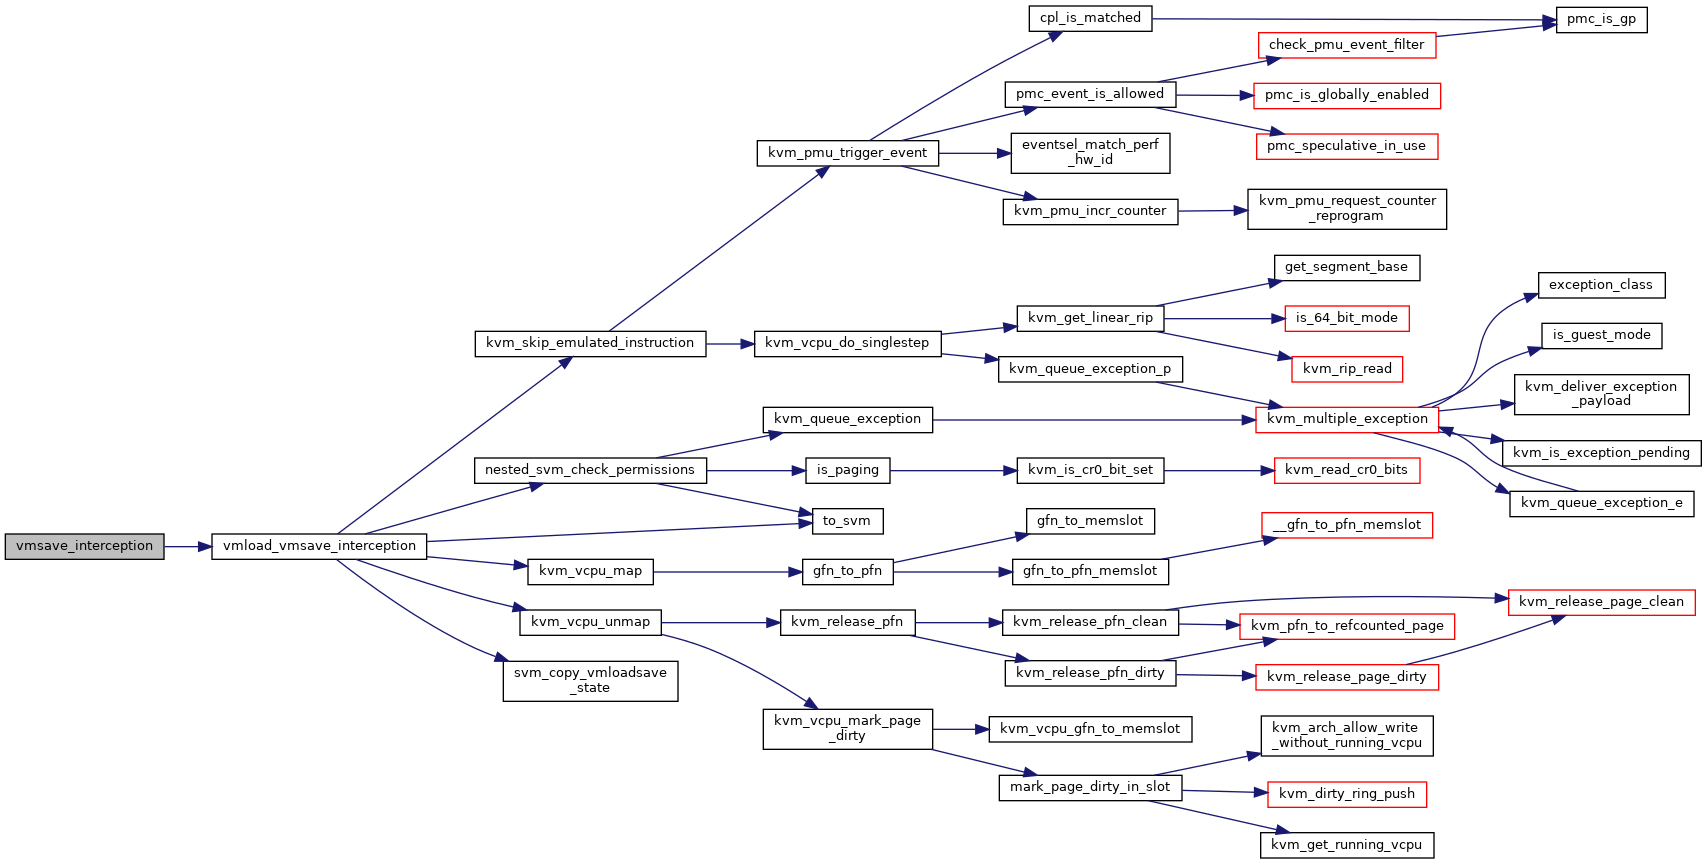 cpl_is_matched
pmc_is_gp
check_pmu_event_filter
pmc_event_is_allowed
pmc_is_globally_enabled
pmc_speculative_in_use
kvm_pmu_trigger_event
eventsel_match_perf
_hw_id
kvm_pmu_incr_counter
kvm_pmu_request_counter
_reprogram
get_segment_base
exception_class
kvm_get_linear_rip
is_64_bit_mode
is_guest_mode
kvm_skip_emulated_instruction
kvm_vcpu_do_singlestep
kvm_queue_exception_p
kvm_rip_read
kvm_deliver_exception
_payload
kvm_queue_exception
kvm_multiple_exception
kvm_is_exception_pending
nested_svm_check_permissions
is_paging
kvm_is_cr0_bit_set
kvm_read_cr0_bits
kvm_queue_exception_e
to_svm
gfn_to_memslot
__gfn_to_pfn_memslot
vmsave_interception
vmload_vmsave_interception
kvm_vcpu_map
gfn_to_pfn
gfn_to_pfn_memslot
kvm_release_page_clean
kvm_vcpu_unmap
kvm_release_pfn
kvm_release_pfn_clean
kvm_pfn_to_refcounted_page
svm_copy_vmloadsave
_state
kvm_release_pfn_dirty
kvm_release_page_dirty
kvm_vcpu_mark_page
_dirty
kvm_vcpu_gfn_to_memslot
kvm_arch_allow_write
_without_running_vcpu
mark_page_dirty_in_slot
kvm_dirty_ring_push
kvm_get_running_vcpu